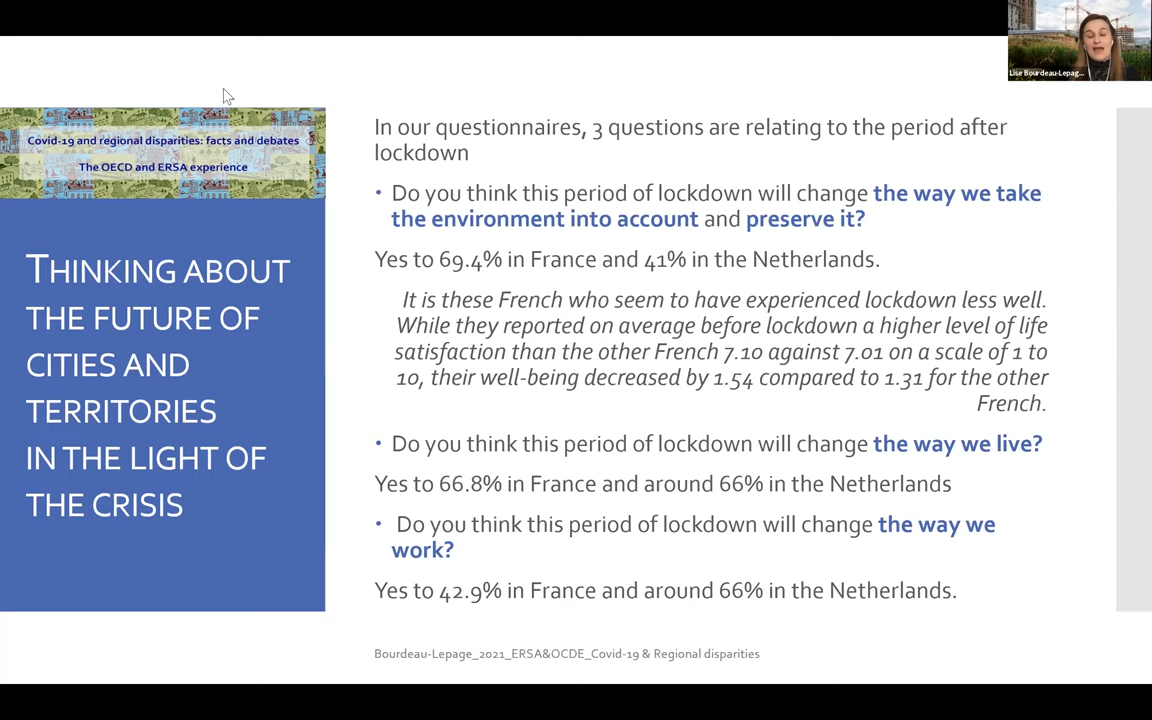 Lise Bourdeau-Lepag...
Covid-19 and regional disparities: facts and debates
The OECD and ERSA experience
THINKING ABOUT
THE FUTURE OF
CITIES AND
TERRITORIES
IN THE LIGHT OF
THE CRISIS
In our questionnaires, 3 questions are relating to the period after
lockdown
• Do you think this period of lockdown will change the way we take
the environment into account and preserve it?
Yes to 69.4% in France and 41% in the Netherlands.
It is these French who seem to have experienced lockdown less well.
While they reported on average before lockdown a higher level of life
satisfaction than the other French 7.10 against 7.01 on a scale of 1 to
10, their well-being decreased by 1.54 compared to 1.31 for the other
French.
• Do you think this period of lockdown will change the way we live?
Yes to 66.8% in France and around 66% in the Netherlands
• Do you think this period of lockdown will change the way we
work?
Yes to 42.9% in France and around 66% in the Netherlands.
Bourdeau-Lepage_2021_ERSA&OCDE_Covid-19 & Regional disparities